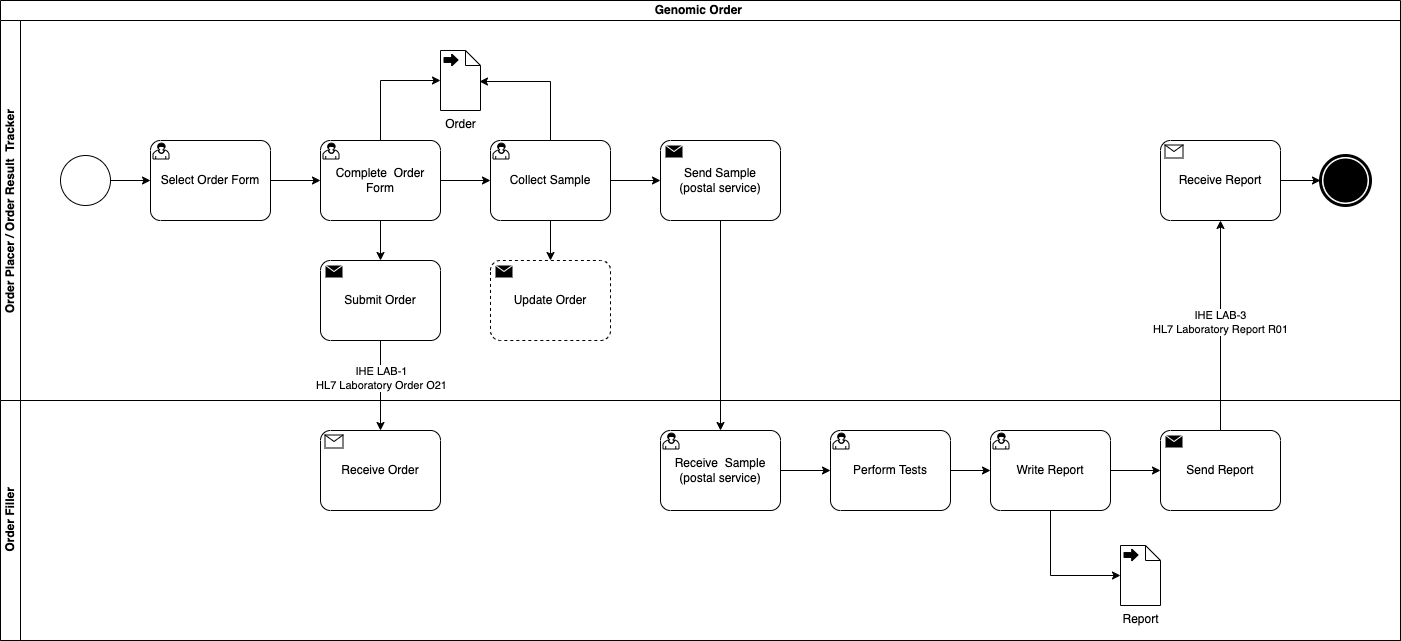 Genomic Order
Order Placer / Order Result Tracker
Order
Select Order Form
Complete Order
Form
Collect Sample
Send Sample
(postal service)
Receive Report
Submit Order
Update Order
IHE LAB-3
HL7 Laboratory Report R01
IHE LAB-1
HL7 Laboratory Order O21
Order Filler
Receive Order
Receive Sample
(postal service)
Perform Tests
Write Report
Send Report
Report